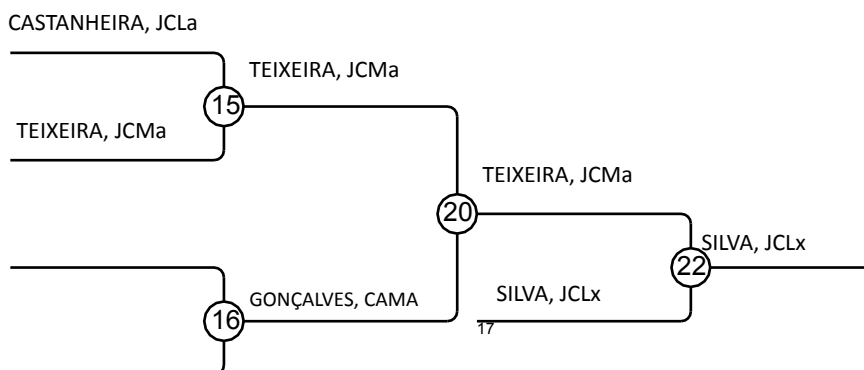 CASTANHEIRA, JCLa
TEIXEIRA, JCMa
15
TEIXEIRA, JCMa
TEIXEIRA, JCMa
20
SILVA, JCLx
22
GONÇALVES, CAMA
SILVA, JCLx
16
17